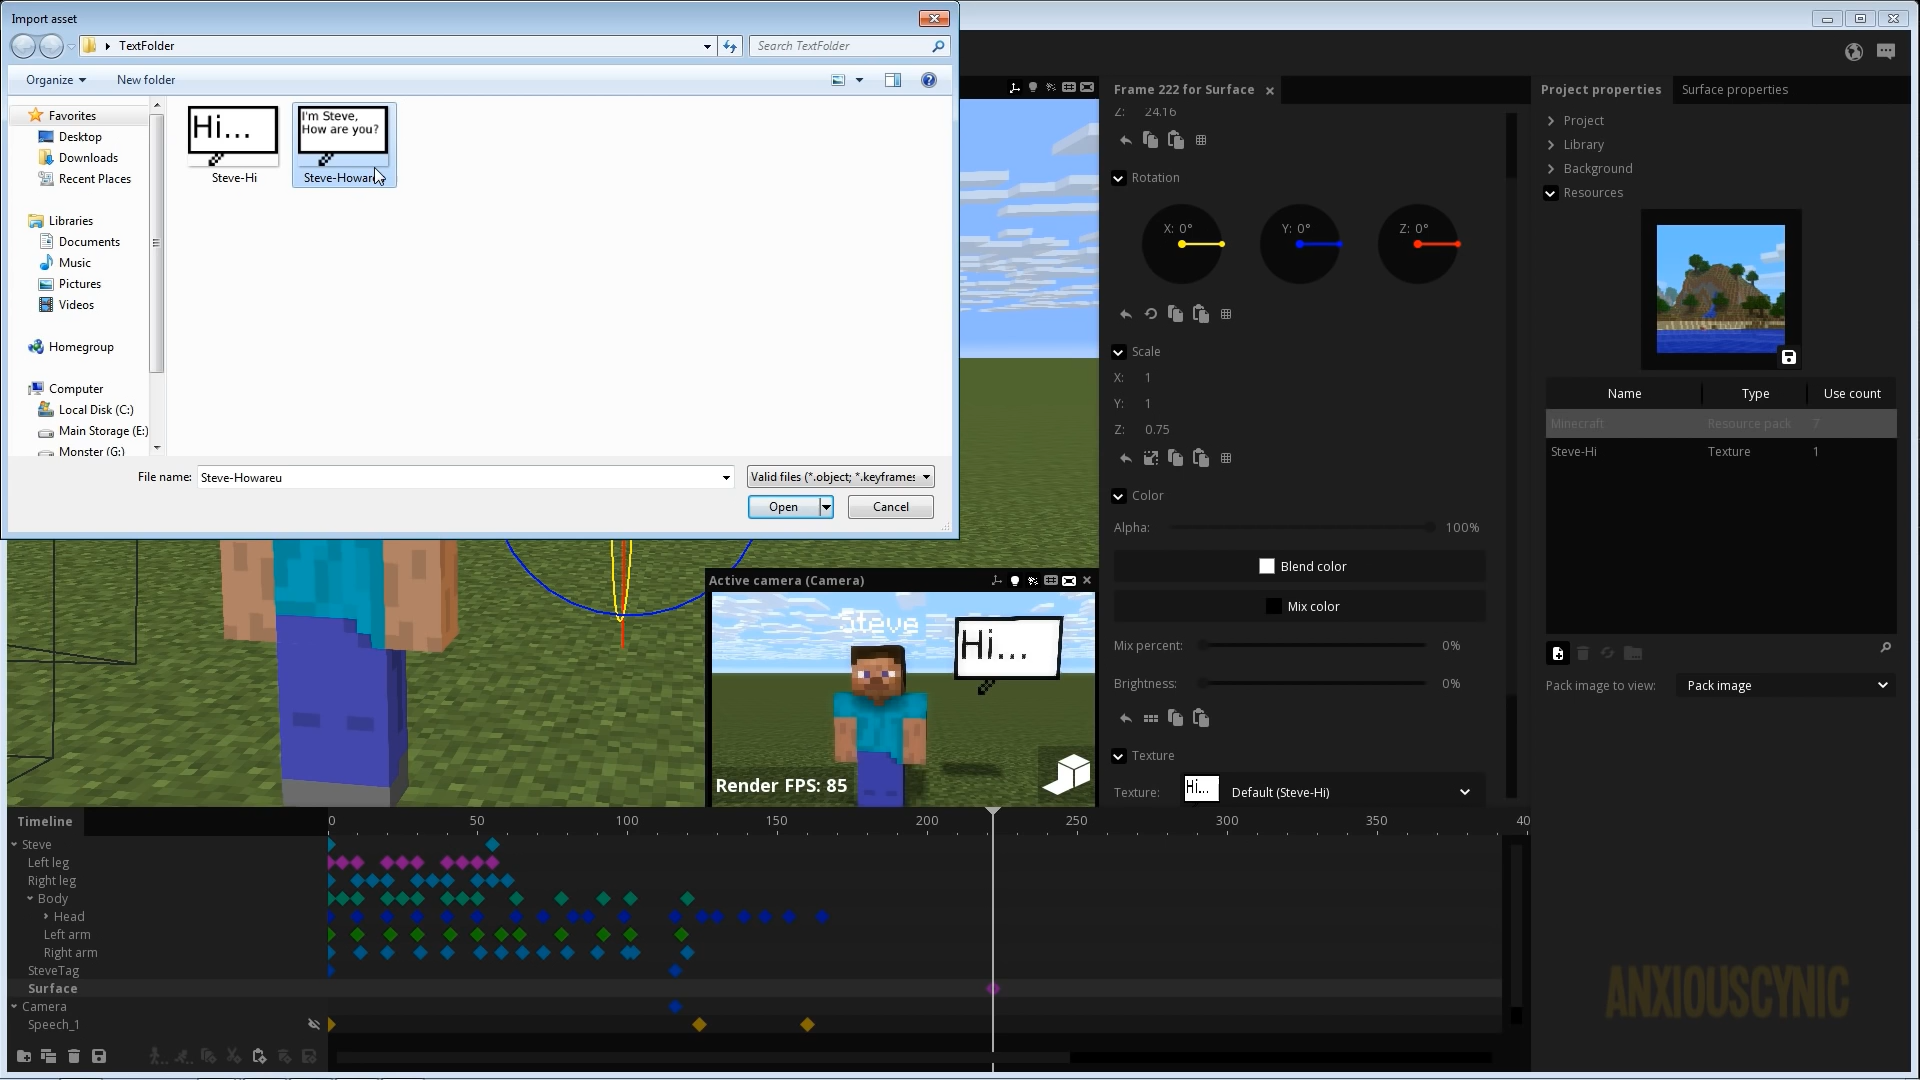 Import asset
TextFolder
Search TextFolder
Organize
New folder
Favorites
Desktop
Downloads
Recent Places
Libraries
Documents
Music
Pictures
Videos
Homegroup
Computer
Local Disk (C:)
Main Storage (E:)
Monster (G:)
Hi...
Steve-Hi
I'm Steve,
How are you?
Steve-Howareu
File name:
Steve-Howareu
Valid files (*.object; *.keyframes
Open
Cancel
Active camera (Camera)
Steve
Hi...
Render FPS: 85
Frame 222 for Surface
Z: 24.16
Rotation
X: 0°
Y: 0°
Z: 0°
Scale
X: 1
Y: 1
Z: 0.75
Color
Alpha: 100%
Blend color
Mix color
Mix percent: 0%
Brightness: 0%
Texture
Texture: Hi... Default (Steve-Hi)
Project properties
Surface properties
Project
Library
Background
Resources
Name Type Use count
Minecraft Resource pack 7
Steve-Hi Texture 1
Pack image to view: Pack image
Timeline
0 50 100 150 200 250 300 350 40
Steve
Left leg
Right leg
Body
Head
Left arm
Right arm
SteveTag
Surface
Camera
Speech_1
ANXIOUSCYNIC